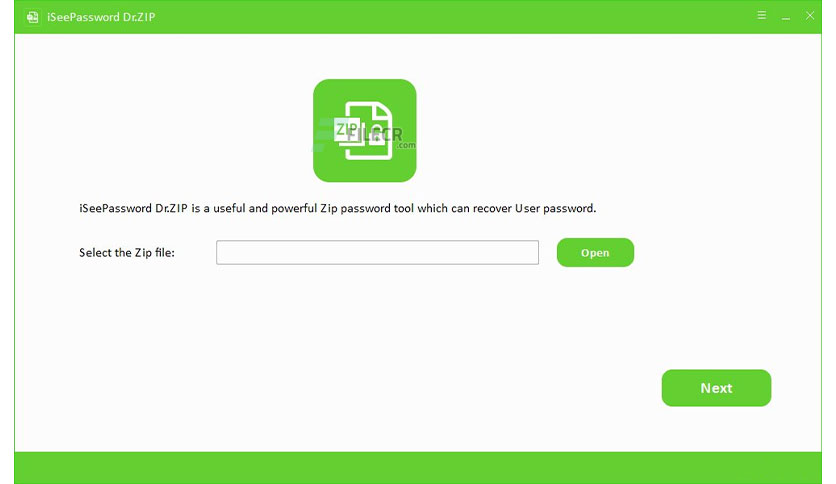 iSeePassword Dr.ZIP
ZIP
FILECR
.com
iSeePassword Dr.ZIP is a useful and powerful Zip password tool which can recover User password.
Select the Zip file:
Open
Next